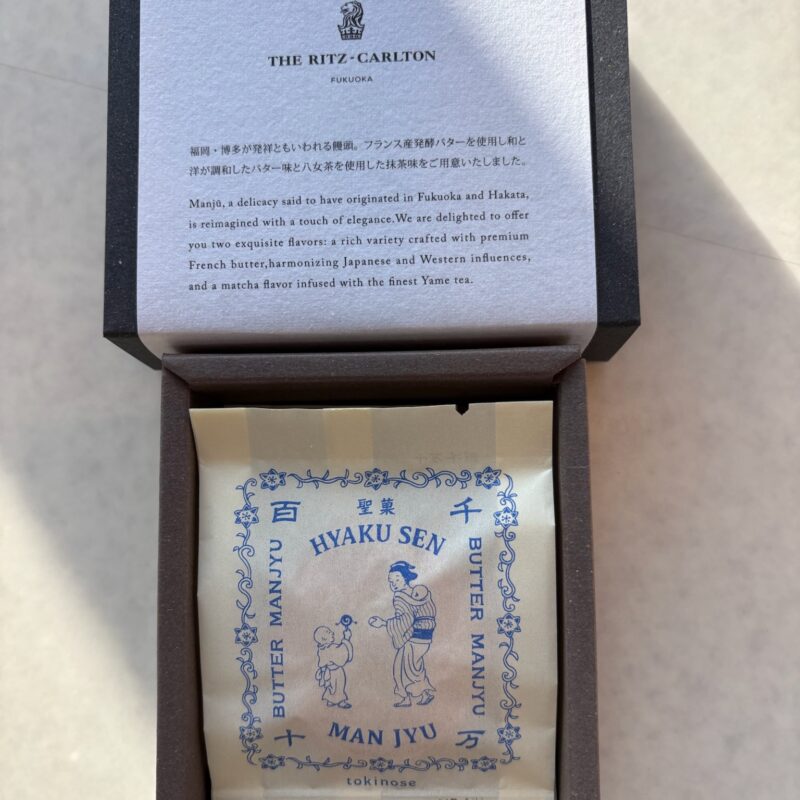 THE RITZ-CARLTON
FUKUOKA
福岡・博多が発祥ともいわれる饅頭。フランス産発酵バターを使用し和と
洋が調和したバター味と八女茶を使用した抹茶味をご用意いたしました。
Manjū, a delicacy said to have originated in Fukuoka and Hakata,
is reimagined with a touch of elegance.We are delighted to offer
you two exquisite flavors: a rich variety crafted with premium
French butter,harmonizing Japanese and Western influences,
and a matcha flavor infused with the finest Yame tea.
百
聖菓
千
HYAKU SEN
BUTTER MANJYU
BUTTER MANJYU
十
MAN JYU
万
tokinose